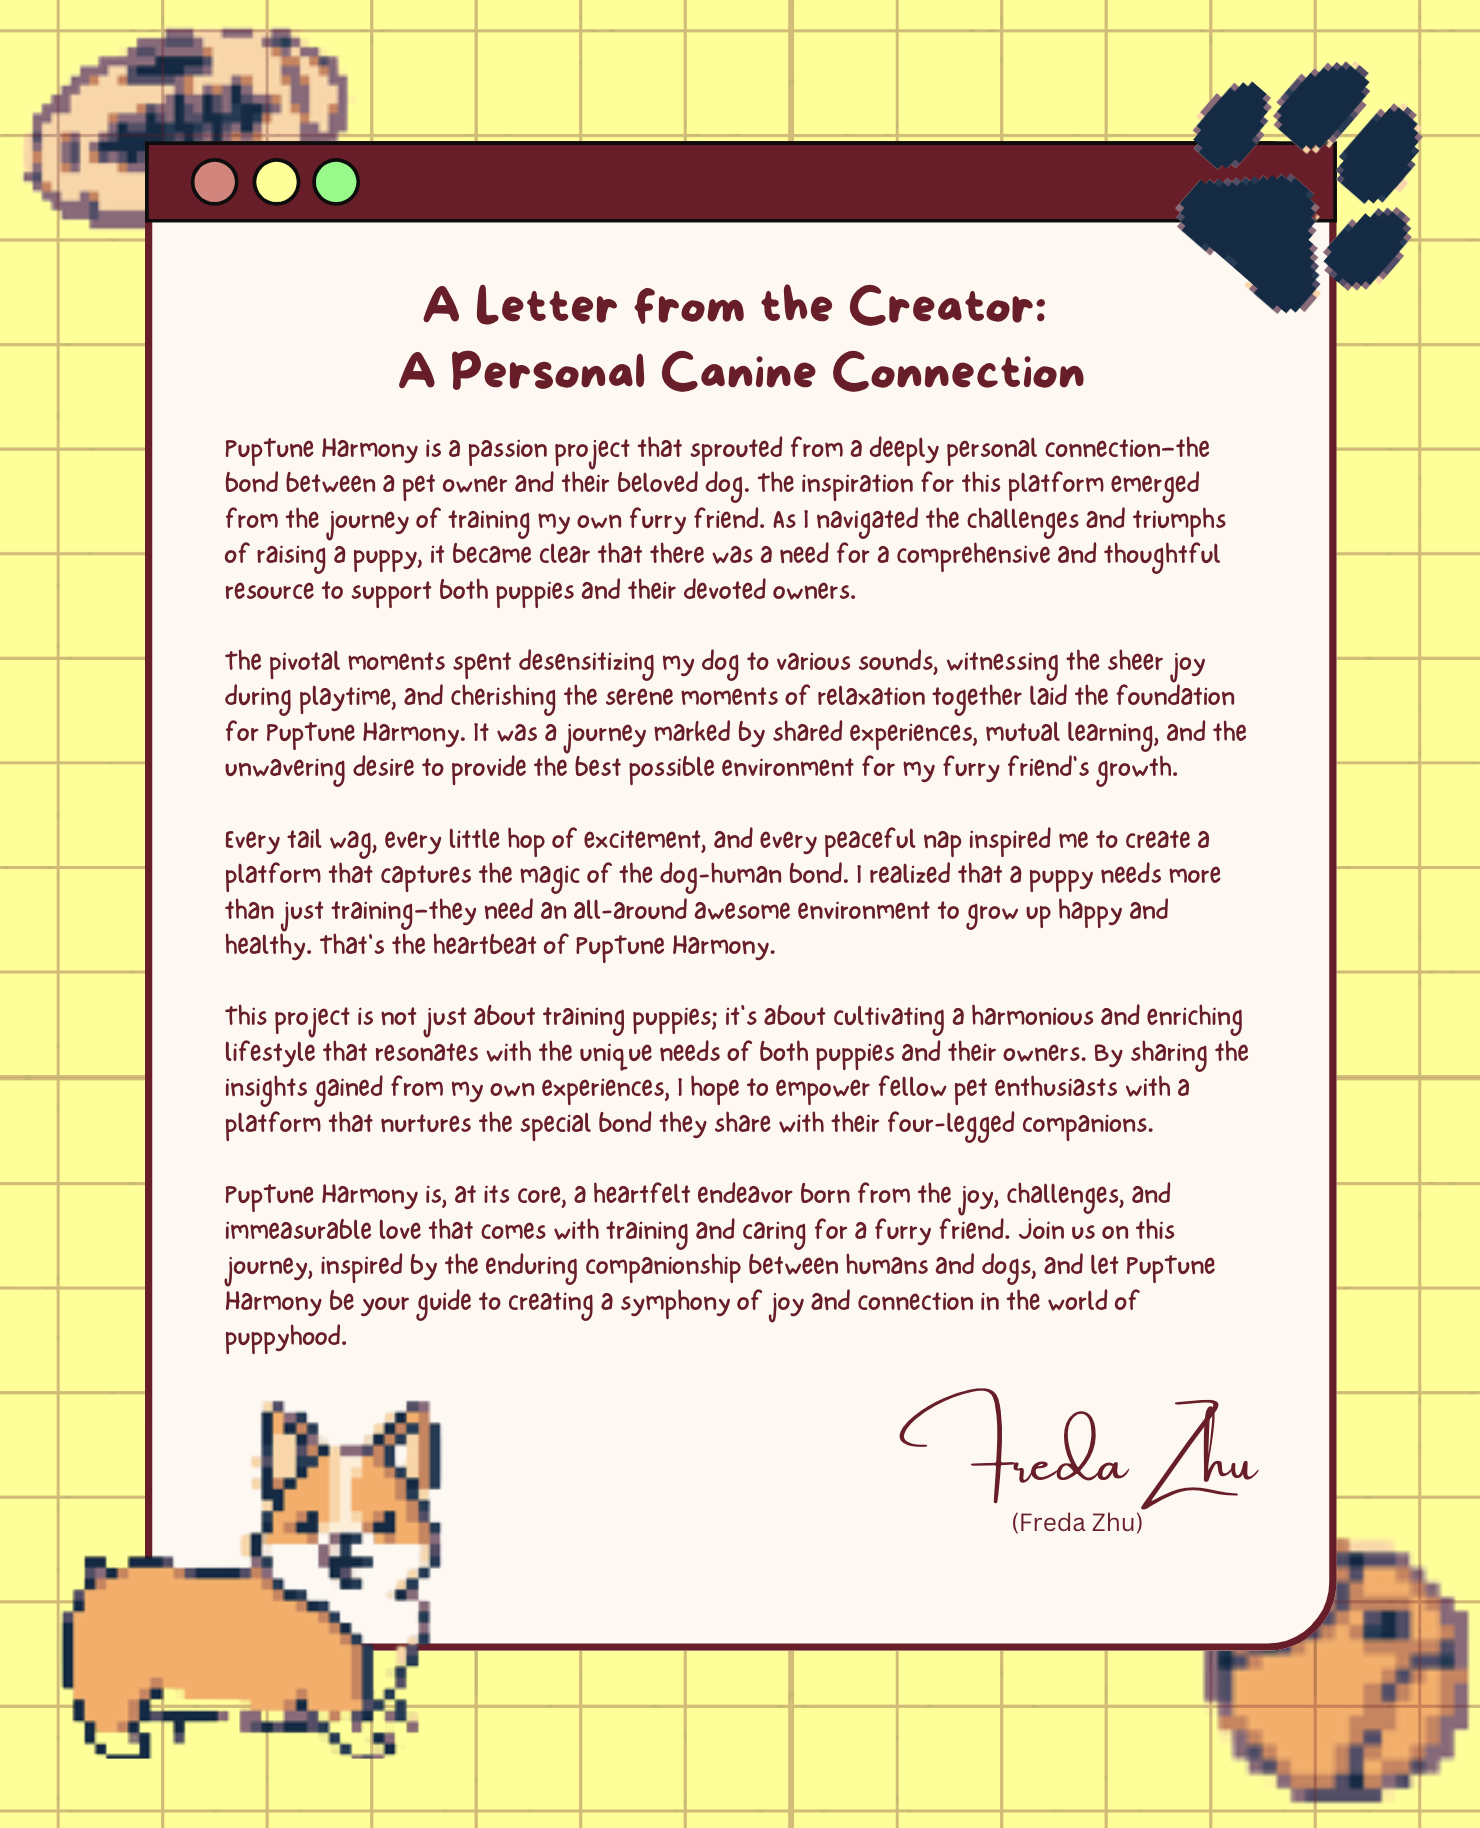 A Letter from the Creator:
A Personal Canine Connection
PupTune Harmony is a passion project that sprouted from a deeply personal connection—the
bond between a pet owner and their beloved dog. The inspiration for this platform emerged
from the journey of training my own furry friend. As I navigated the challenges and triumphs
of raising a puppy, it became clear that there was a need for a comprehensive and thoughtful
resource to support both puppies and their devoted owners.
The pivotal moments spent desensitizing my dog to various sounds, witnessing the sheer joy
during playtime, and cherishing the serene moments of relaxation together laid the foundation
for PupTune Harmony. It was a journey marked by shared experiences, mutual learning, and the
unwavering desire to provide the best possible environment for my furry friend's growth.
Every tail wag, every little hop of excitement, and every peaceful nap inspired me to create a
platform that captures the magic of the dog-human bond. I realized that a puppy needs more
than just training—they need an all-around awesome environment to grow up happy and
healthy. That's the heartbeat of PupTune Harmony.
This project is not just about training puppies; it's about cultivating a harmonious and enriching
lifestyle that resonates with the unique needs of both puppies and their owners. By sharing the
insights gained from my own experiences, I hope to empower fellow pet enthusiasts with a
platform that nurtures the special bond they share with their four-legged companions.
PupTune Harmony is, at its core, a heartfelt endeavor born from the joy, challenges, and
immeasurable love that comes with training and caring for a furry friend. Join us on this
journey, inspired by the enduring companionship between humans and dogs, and let PupTune
Harmony be your guide to creating a symphony of joy and connection in the world of
puppyhood.
Freda Zhu
(Freda Zhu)